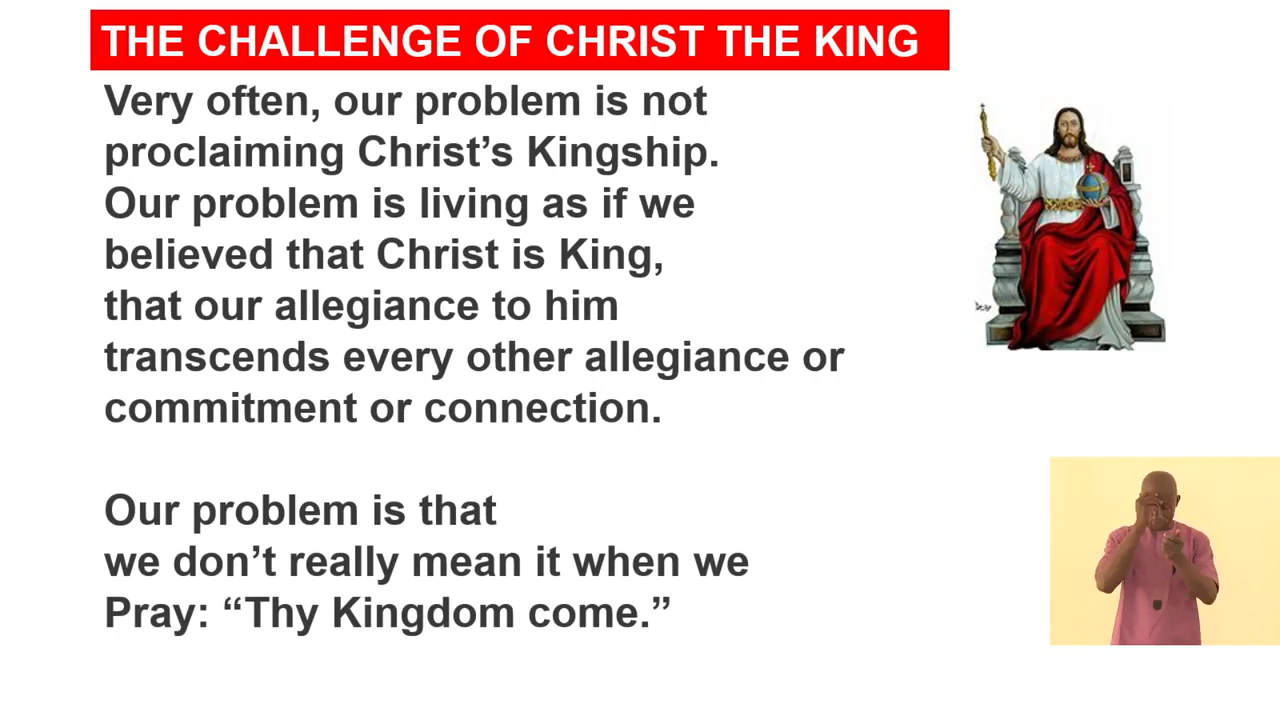 THE CHALLENGE OF CHRIST THE KING
Very often, our problem is not
proclaiming Christ’s Kingship.
Our problem is living as if we
believed that Christ is King,
that our allegiance to him
transcends every other allegiance or
commitment or connection.
Our problem is that
we don’t really mean it when we
Pray: “Thy Kingdom come.”